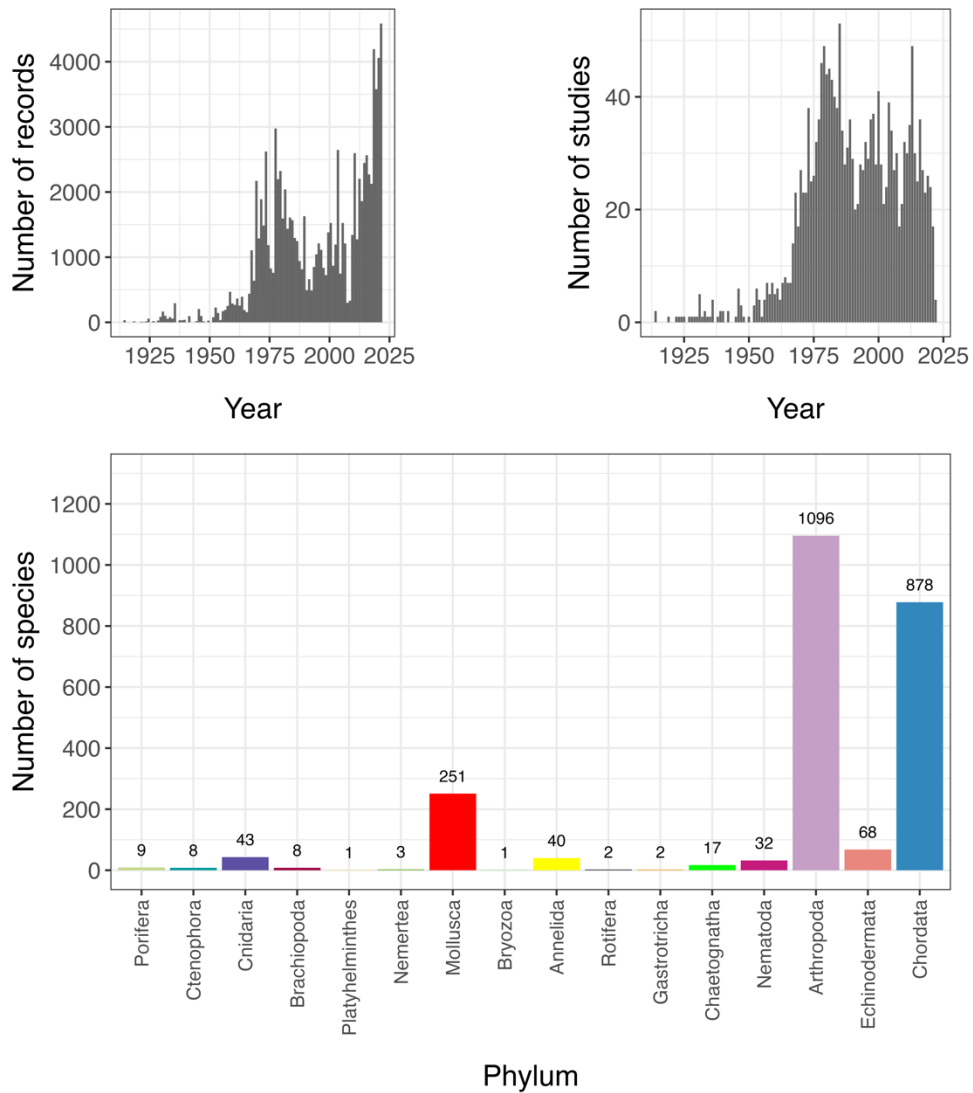 Number of records
4000
3000
2000
1000
0
1925 1950 1975 2000 2025
Year
Number of studies
40
20
0
1925 1950 1975 2000 2025
Year
Number of species
1200
1000
800
600
400
200
0
9 8 43 8 1 3 251 1 40 2 2 17 32 1096 68 878
Porifera
Ctenophora
Cnidaria
Brachiopoda
Platyhelminthes
Nemertea
Mollusca
Bryozoa
Annelida
Rotifera
Gastrotricha
Chaetognatha
Nematoda
Arthropoda
Echinodermata
Chordata
Phylum